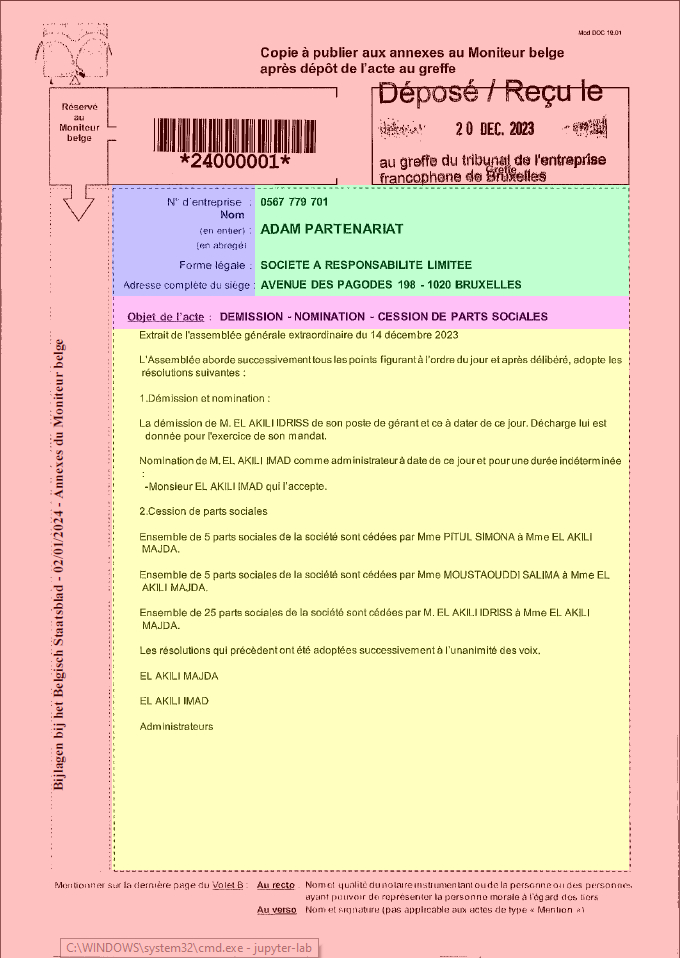 Mod DOC 19.01
Copie à publier aux annexes au Moniteur belge
après dépôt de l'acte au greffe
Réservé
au
Moniteur
belge
*24000001*
Déposé / Reçu le
20 DEC. 2023
au greffe du tribunal de l'entreprise
Greffe
francophone de Bruxelles
N° d'entreprise : 0567 779 701
Nom
(en entier) : ADAM PARTENARIAT
(en abrégé)
Forme légale : SOCIETE A RESPONSABILITE LIMITEE
Adresse complète du siège : AVENUE DES PAGODES 198 - 1020 BRUXELLES
Objet de l'acte : DEMISSION - NOMINATION - CESSION DE PARTS SOCIALES
Extrait de l'assemblée générale extraordinaire du 14 décembre 2023
L'Assemblée aborde successivement tous les points figurant à l'ordre du jour et après délibéré, adopte les
résolutions suivantes :
1.Démission et nomination :
La démission de M. EL AKILI IDRISS de son poste de gérant et ce à dater de ce jour. Décharge lui est
donnée pour l'exercice de son mandat.
Nomination de M. EL AKILI IMAD comme administrateur à date de ce jour et pour une durée indéterminée
:
-Monsieur EL AKILI IMAD qui l'accepte.
2.Cession de parts sociales
Ensemble de 5 parts sociales de la société sont cédées par Mme PITUL SIMONA à Mme EL AKILI
MAJDA.
Ensemble de 5 parts sociales de la société sont cédées par Mme MOUSTAOUDDI SALIMA à Mme EL
AKILI MAJDA.
Ensemble de 25 parts sociales de la société sont cédées par M. EL AKILI IDRISS à Mme EL AKILI
MAJDA.
Les résolutions qui précèdent ont été adoptées successivement à l'unanimité des voix.
EL AKILI MAJDA
EL AKILI IMAD
Administrateurs
Bijlagen bij het Belgisch Staatsblad - 02/01/2024 - Annexes du Moniteur belge
Mentionner sur la dernière page du Volet B : Au recto : Nom et qualité du notaire instrumentant ou de la personne ou des personnes
ayant pouvoir de représenter la personne morale à l'égard des tiers
Au verso : Nom et signature (pas applicable aux actes de type « Mention »)
C:\WINDOWS\system32\cmd.exe - jupyter-lab